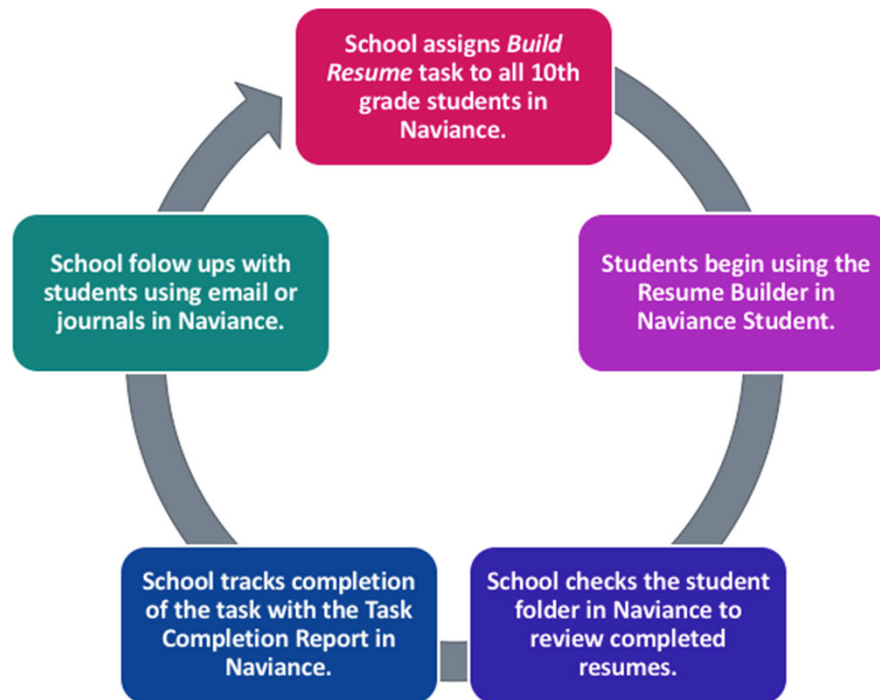 School assigns Build
Resume task to all 10th
grade students in
Naviance.
Students begin using the
Resume Builder in
Naviance Student.
School checks the student
folder in Naviance to
review completed
resumes.
School tracks completion
of the task with the Task
Completion Report in
Naviance.
School folow ups with
students using email or
journals in Naviance.